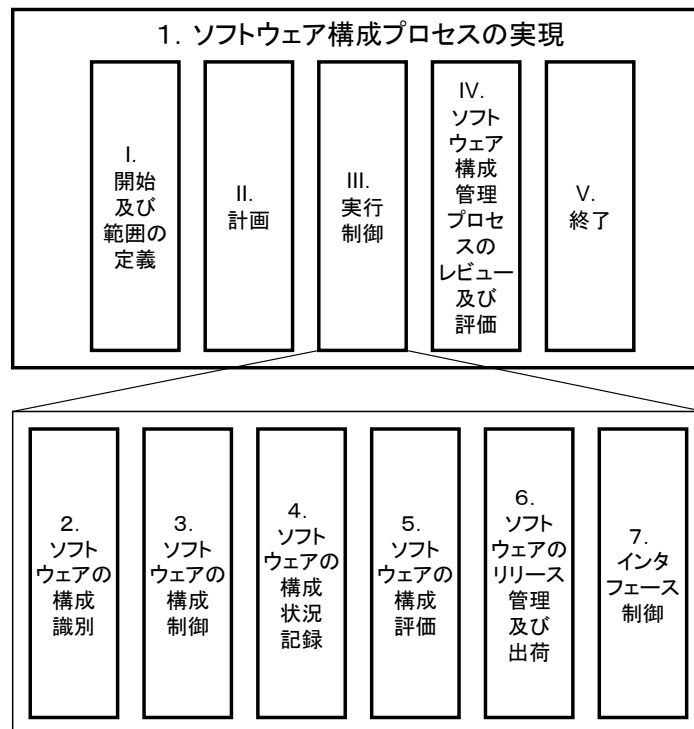 1. ソフトウェア構成プロセスの実現
I.
開始
及び
範囲の
定義
II.
計画
III.
実行
制御
IV.
ソフト
ウェア
構成
管理
プロセ
スの
レビュー
及び
評価
V.
終了
2.
ソフト
ウェアの
構成
識別
3.
ソフト
ウェアの
構成
制御
4.
ソフト
ウェアの
構成
状況
記録
5.
ソフト
ウェアの
構成
評価
6.
ソフト
ウェアの
リリース
管理
及び
出荷
7.
インタ
フェース
制御